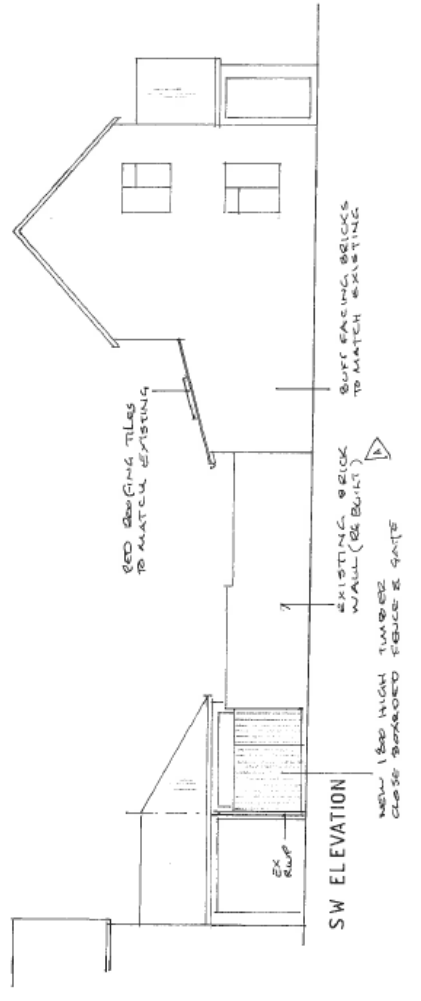 RED ROOFING TILES
TO MATCH EXISTING
BUFF FACING BRICKS
TO MATCH EXISTING
EXISTING BRICK
WALL (RE BUILT)
A
NEW 1800 HIGH TIMBER
CLOSE BOARDED FENCE & GATE
EX
RWP
SW ELEVATION